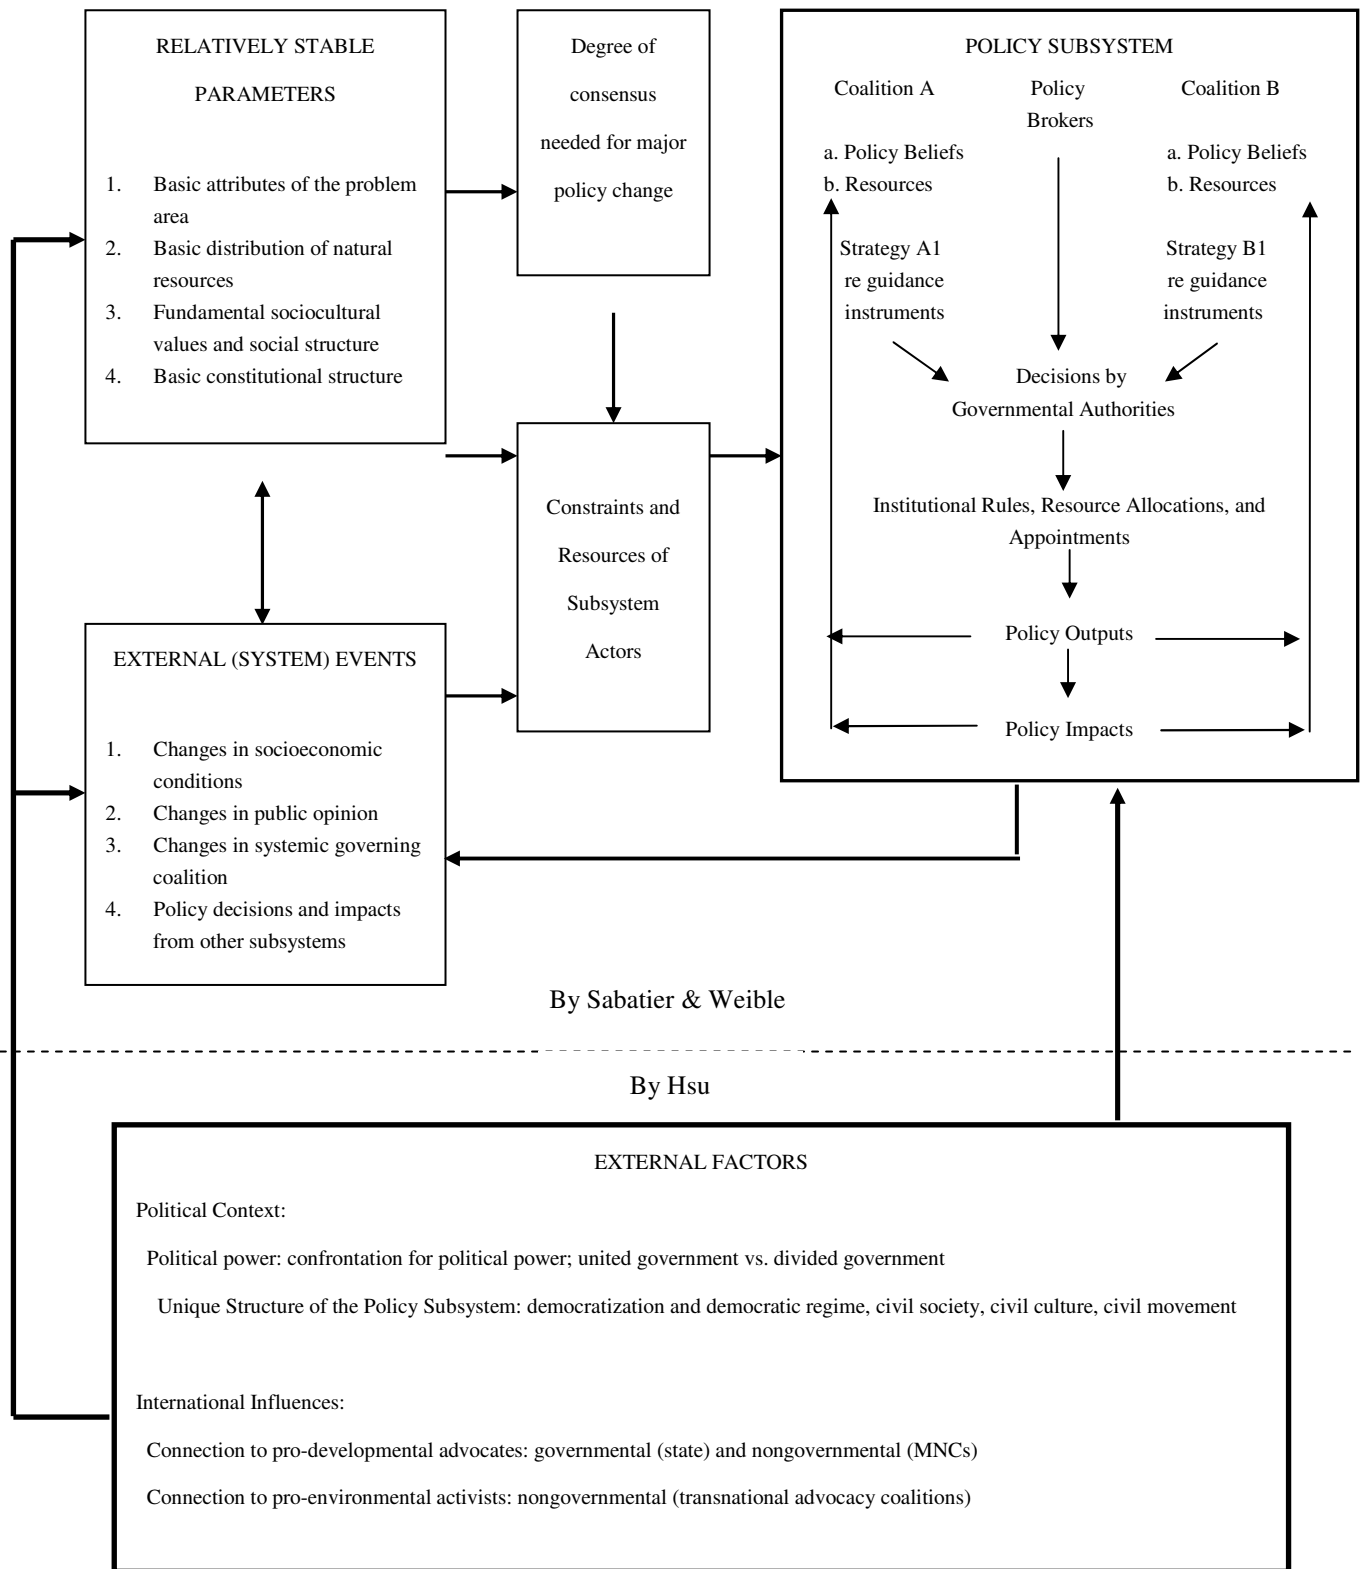 RELATIVELY STABLE
PARAMETERS
1. Basic attributes of the problem
area
2. Basic distribution of natural
resources
3. Fundamental sociocultural
values and social structure
4. Basic constitutional structure
Degree of
consensus
needed for major
policy change
Constraints and
Resources of
Subsystem
Actors
EXTERNAL (SYSTEM) EVENTS
1. Changes in socioeconomic
conditions
2. Changes in public opinion
3. Changes in systemic governing
coalition
4. Policy decisions and impacts
from other subsystems
POLICY SUBSYSTEM
Coalition A
Policy
Brokers
Coalition B
a. Policy Beliefs
b. Resources
a. Policy Beliefs
b. Resources
Strategy A1
re guidance
instruments
Strategy B1
re guidance
instruments
Decisions by
Governmental Authorities
Institutional Rules, Resource Allocations, and
Appointments
Policy Outputs
Policy Impacts
By Sabatier & Weible
By Hsu
EXTERNAL FACTORS
Political Context:
Political power: confrontation for political power; united government vs. divided government
Unique Structure of the Policy Subsystem: democratization and democratic regime, civil society, civil culture, civil movement
International Influences:
Connection to pro-developmental advocates: governmental (state) and nongovernmental (MNCs)
Connection to pro-environmental activists: nongovernmental (transnational advocacy coalitions)